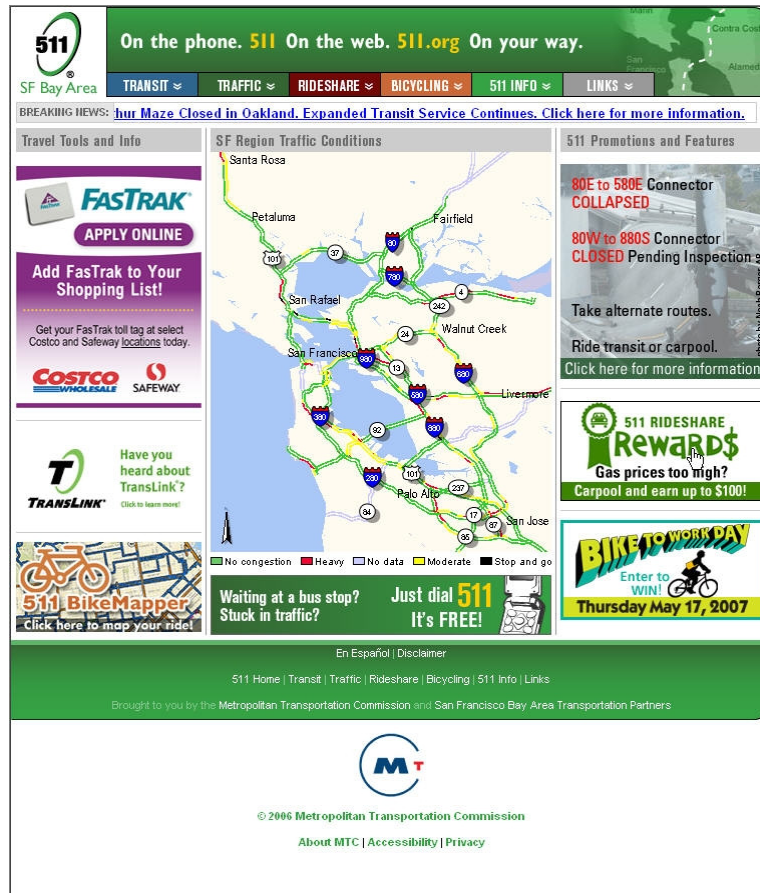 511
®
SF Bay Area
On the phone. 511 On the web. 511.org On your way.
Marin
Contra Cos
San
Francisco
Alamed
TRANSIT
TRAFFIC
RIDESHARE
BICYCLING
511 INFO
LINKS
BREAKING NEWS:
hur Maze Closed in Oakland. Expanded Transit Service Continues. Click here for more information.
Travel Tools and Info
FASTRAK
APPLY ONLINE
Add FasTrak to Your
Shopping List!
Get your FasTrak toll tag at select
Costco and Safeway locations today.
COSTCO
WHOLESALE
SAFEWAY
TRANSLINK®
Have you
heard about
TransLink®?
Click to learn more!
511 BikeMapper
Click here to map your ride!
SF Region Traffic Conditions
Santa Rosa
Petaluma
Fairfield
80
37
101
780
4
San Rafael
242
24
Walnut Creek
San Francisco
980
13
680
580
Livermore
380
92
880
280
101
Palo Alto
237
84
17
87
San Jose
85
No congestion
Heavy
No data
Moderate
Stop and go
Waiting at a bus stop?
Stuck in traffic?
Just dial 511
It's FREE!
511 Promotions and Features
80E to 580E Connector
COLLAPSED
80W to 880S Connector
CLOSED Pending Inspection
Take alternate routes.
Ride transit or carpool.
Click here for more information
511 RIDESHARE
REWARD$
Gas prices too high?
Carpool and earn up to $100!
BIKE TO WORK DAY
Enter to
WIN!
Thursday May 17, 2007
En Español | Disclaimer
511 Home | Transit | Traffic | Rideshare | Bicycling | 511 Info | Links
Brought to you by the Metropolitan Transportation Commission and San Francisco Bay Area Transportation Partners
M T
© 2006 Metropolitan Transportation Commission
About MTC | Accessibility | Privacy